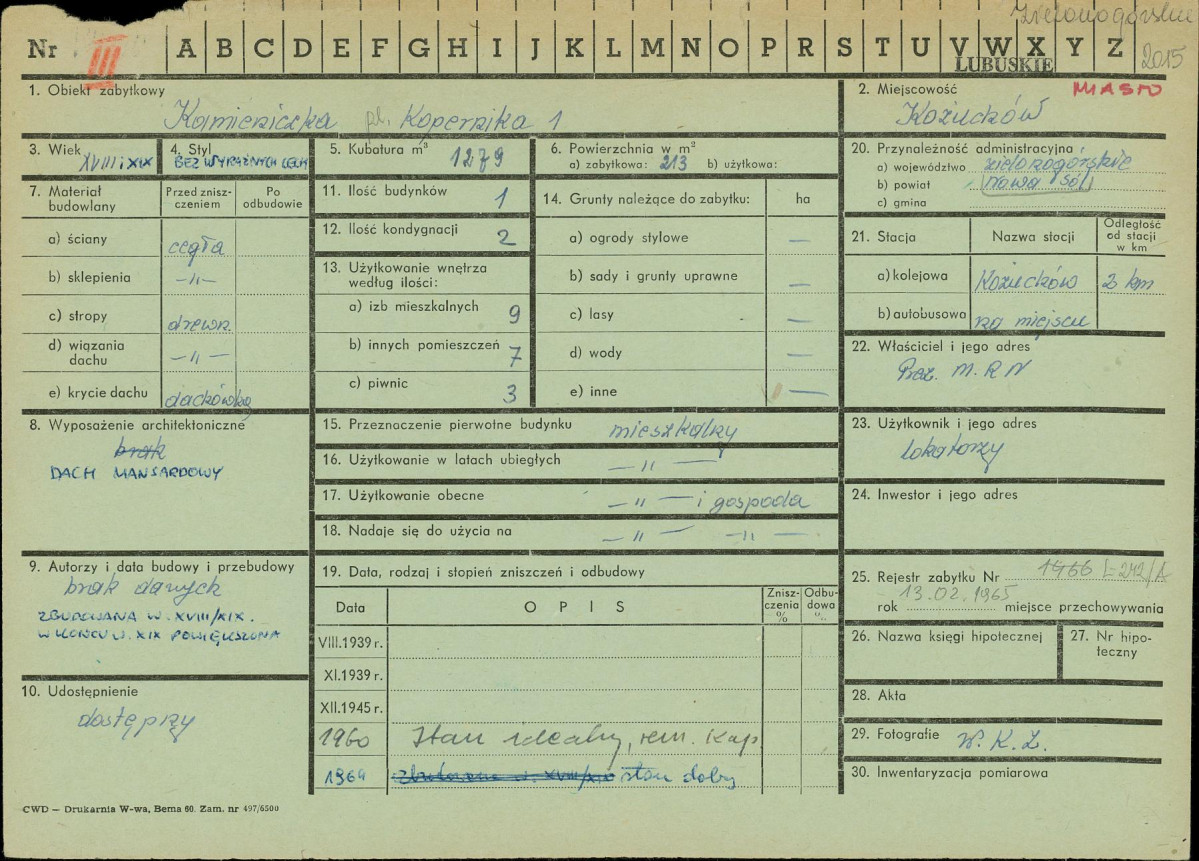 Zielonogórskie
Nr III A B C D E F G H I J K L M N O P R S T U V W X Y Z
LUBUSKIE
2015
1. Obiekt zabytkowy
Kamieniczka pl. Kopernika 1
2. Miejscowość MIASTO
Kożuchów
3. Wiek XVIII i XIX
4. Styl
BEZ WYRAŹNYCH CECH
5. Kubatura m³ 1279
6. Powierzchnia w m²
a) zabytkowa: 213 b) użytkowa:
7. Materiał budowlany
Przed zniszczeniem
Po odbudowie
a) ściany cegła
b) sklepienia —„—
c) stropy drewn.
d) wiązania dachu —„—
e) krycie dachu dachówka
8. Wyposażenie architektoniczne
brak
DACH MANSARDOWY
9. Autorzy i data budowy i przebudowy
brak danych
ZBUDOWANA W. XVIII/XIX.
W KOŃCU W. XIX POWIĘKSZONA
10. Udostępnienie
dostępny
11. Ilość budynków 1
12. Ilość kondygnacji 2
13. Użytkowanie wnętrza
według ilości:
a) izb mieszkalnych 9
b) innych pomieszczeń 7
c) piwnic 3
14. Grunty należące do zabytku: ha
a) ogrody stylowe —
b) sady i grunty uprawne —
c) lasy —
d) wody —
e) inne —
15. Przeznaczenie pierwotne budynku mieszkalny
16. Użytkowanie w latach ubiegłych —„—
17. Użytkowanie obecne —„— i gospoda
18. Nadaje się do użycia na —„— —„—
19. Data, rodzaj i stopień zniszczeń i odbudowy
Data
O P I S
Zniszczenia %
Odbudowa %
VIII.1939 r.
XI.1939 r.
XII.1945 r.
1960 Stan idealny, rem. kap.
1964 Zbudowana w. XVIII/XIX stan dobry
20. Przynależność administracyjna
a) województwo zielonogórskie
b) powiat Nowa Sól
c) gmina
21. Stacja
Nazwa stacji
Odległość od stacji w km
a) kolejowa Kożuchów 2 km
b) autobusowa na miejscu
22. Właściciel i jego adres
Prez. M. R N
23. Użytkownik i jego adres
lokatorzy
24. Inwestor i jego adres
25. Rejestr zabytku Nr 1966 L-242/A
13.02.1965
rok miejsce przechowywania
26. Nazwa księgi hipotecznej
27. Nr hipoteczny
28. Akta
29. Fotografie W. K. Z.
30. Inwentaryzacja pomiarowa
CWD — Drukarnia W-wa, Bema 60. Zam. nr 497/6500